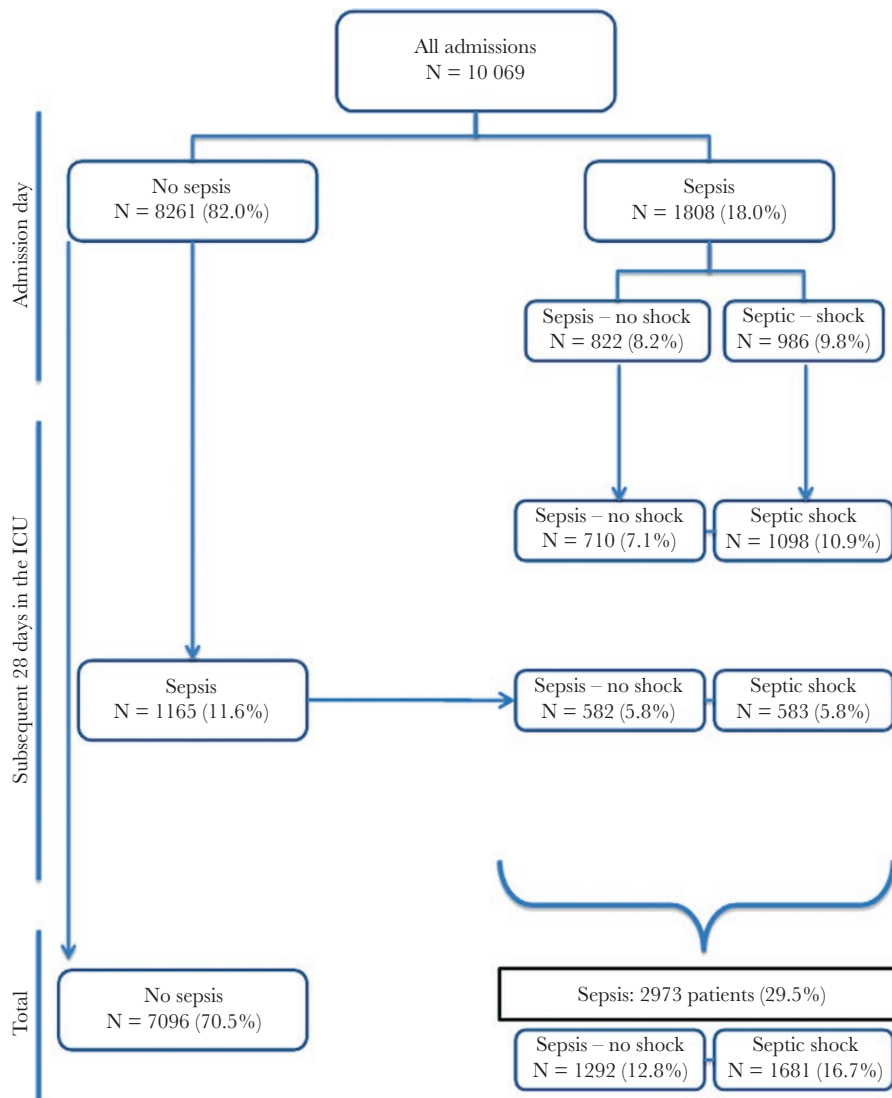 All admissions
N = 10 069
Admission day
No sepsis
N = 8261 (82.0%)
Sepsis
N = 1808 (18.0%)
Sepsis – no shock
N = 822 (8.2%)
Septic – shock
N = 986 (9.8%)
Subsequent 28 days in the ICU
Sepsis – no shock
N = 710 (7.1%)
Septic shock
N = 1098 (10.9%)
Sepsis
N = 1165 (11.6%)
Sepsis – no shock
N = 582 (5.8%)
Septic shock
N = 583 (5.8%)
Total
No sepsis
N = 7096 (70.5%)
Sepsis: 2973 patients (29.5%)
Sepsis – no shock
N = 1292 (12.8%)
Septic shock
N = 1681 (16.7%)